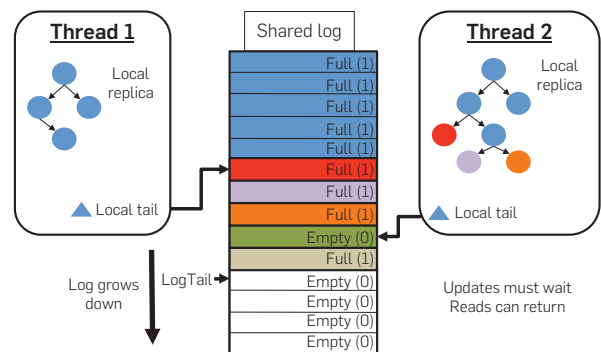 Thread 1
Local
replica
Local tail
Log grows
down
LogTail
Shared log
Full (1)
Full (1)
Full (1)
Full (1)
Full (1)
Full (1)
Full (1)
Full (1)
Empty (0)
Full (1)
Empty (0)
Empty (0)
Empty (0)
Empty (0)
Thread 2
Local
replica
Local tail
Updates must wait
Reads can return